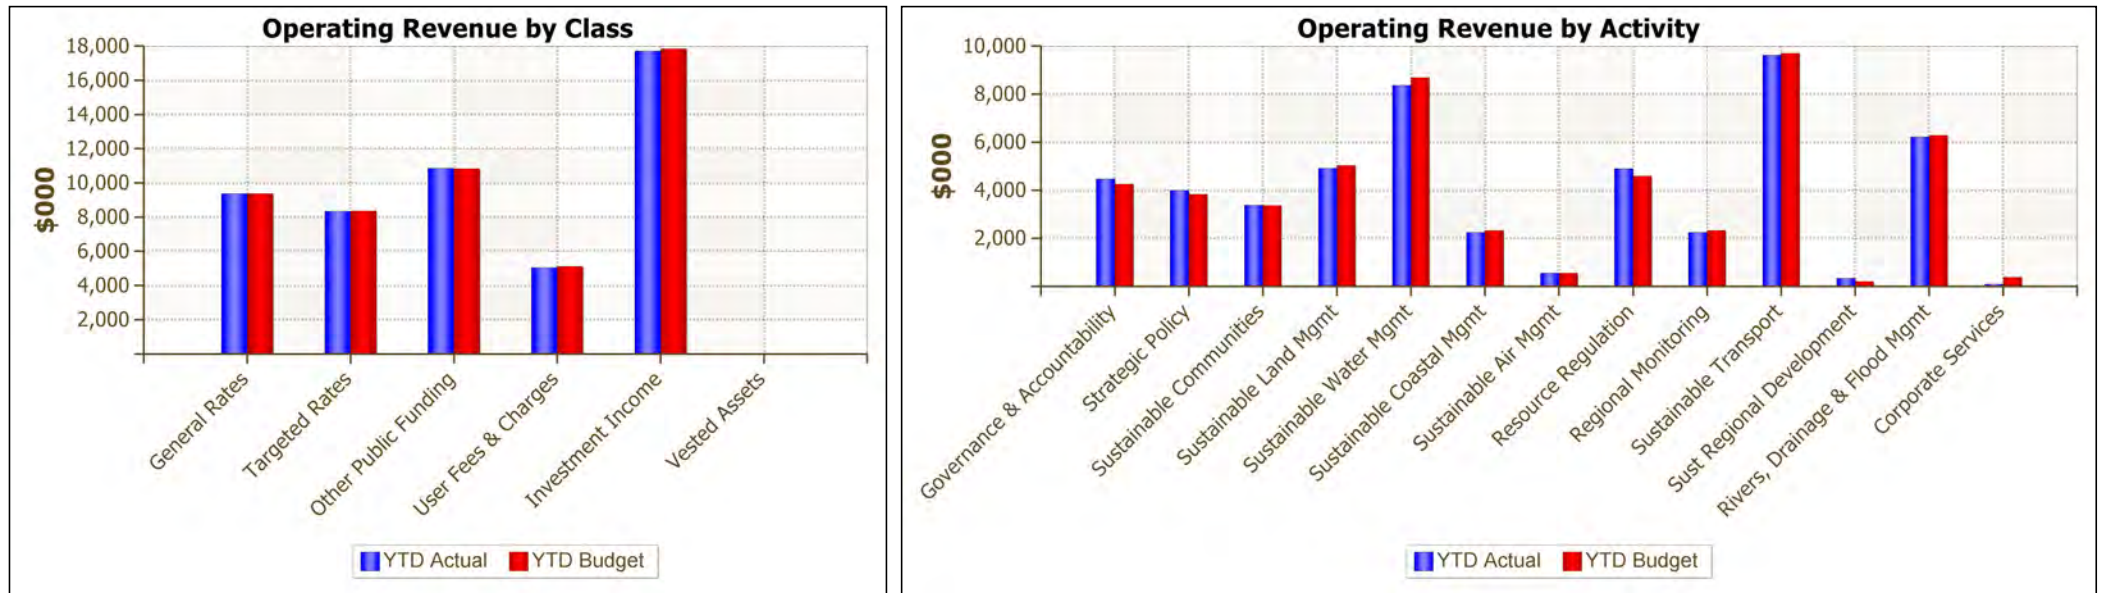 Operating Revenue by Class
18,000
16,000
14,000
12,000
10,000
8,000
6,000
4,000
2,000
$000
General Rates
Targeted Rates
Other Public Funding
User Fees & Charges
Investment Income
Vested Assets
YTD Actual YTD Budget
Operating Revenue by Activity
10,000
8,000
6,000
4,000
2,000
$000
Governance & Accountability
Strategic Policy
Sustainable Communities
Sustainable Land Mgmt
Sustainable Water Mgmt
Sustainable Coastal Mgmt
Sustainable Air Mgmt
Resource Regulation
Regional Monitoring
Sustainable Transport
Sust Regional Development
Rivers, Drainage & Flood Mgmt
Corporate Services
YTD Actual YTD Budget